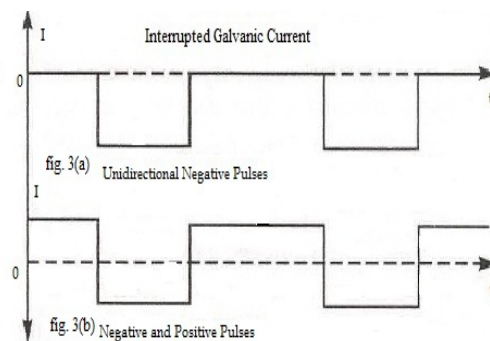 I
Interrupted Galvanic Current
0
fig. 3(a) Unidirectional Negative Pulses
I
0
fig. 3(b) Negative and Positive Pulses